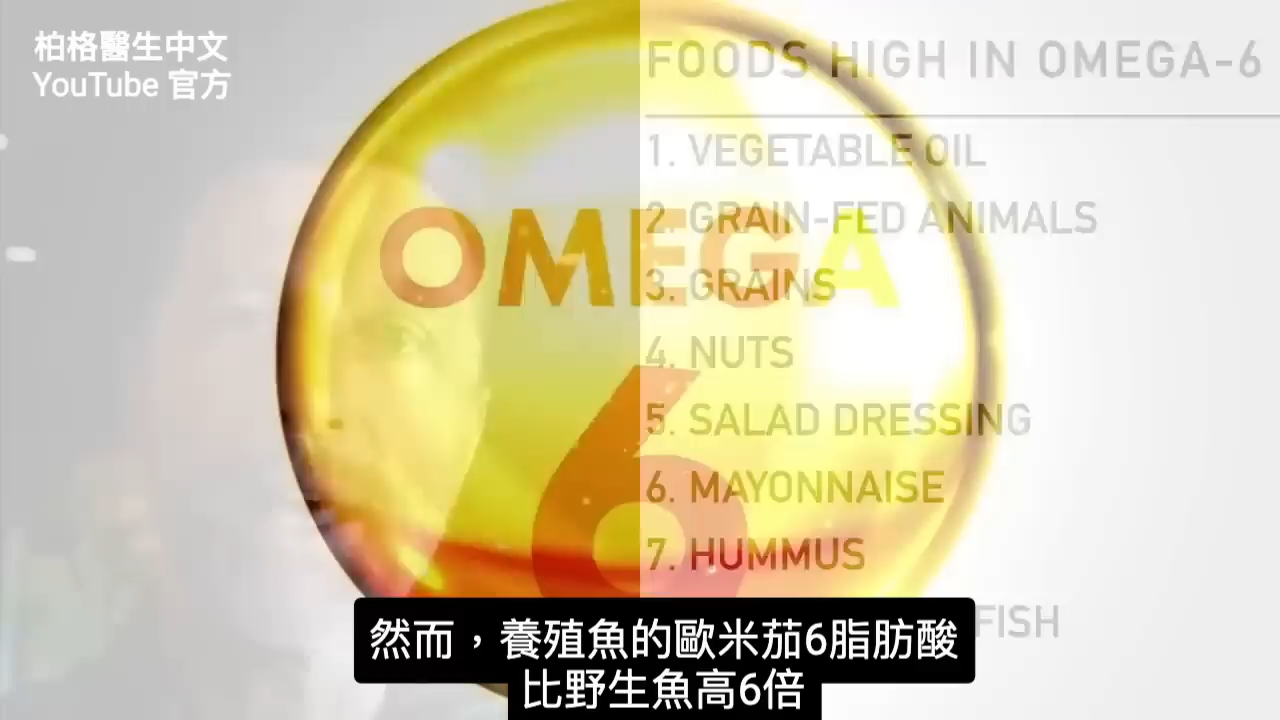 柏格醫生中文
YouTube 官方
FOODS HIGH IN OMEGA-6
1. VEGETABLE OIL
2. GRAIN-FED ANIMALS
3. GRAINS
4. NUTS
5. SALAD DRESSING
6. MAYONNAISE
7. HUMMUS
FISH
OMEGA
6
然而，養殖魚的歐米茄6脂肪酸
比野生魚高6倍